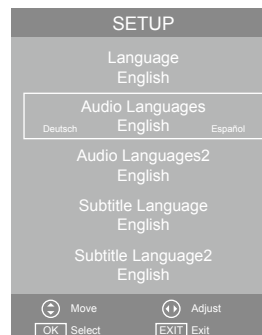 SETUP
Language
English
Audio Languages
Deutsch English Español
Audio Languages2
English
Subtitle Language
English
Subtitle Language2
English
Move Adjust
OK Select EXIT Exit